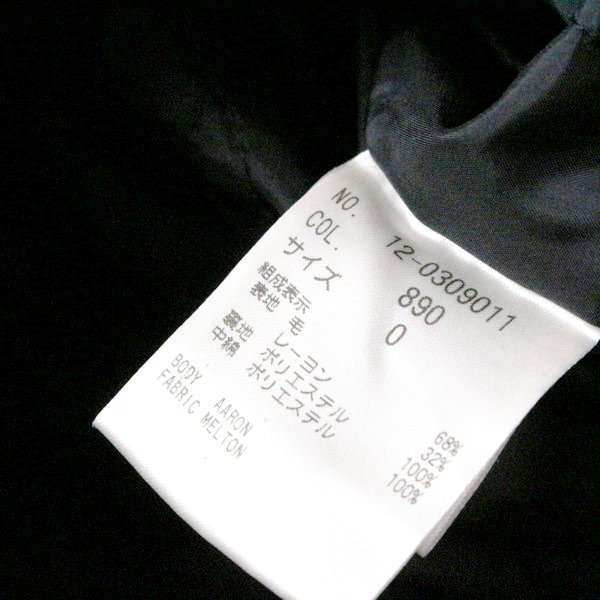 NO. 12-0309011
COL. 890
サイズ 0
組成表示
表地 毛 68%
レーヨン 32%
裏地 ポリエステル 100%
中綿 ポリエステル 100%
BODY AARON
FABRIC MELTON